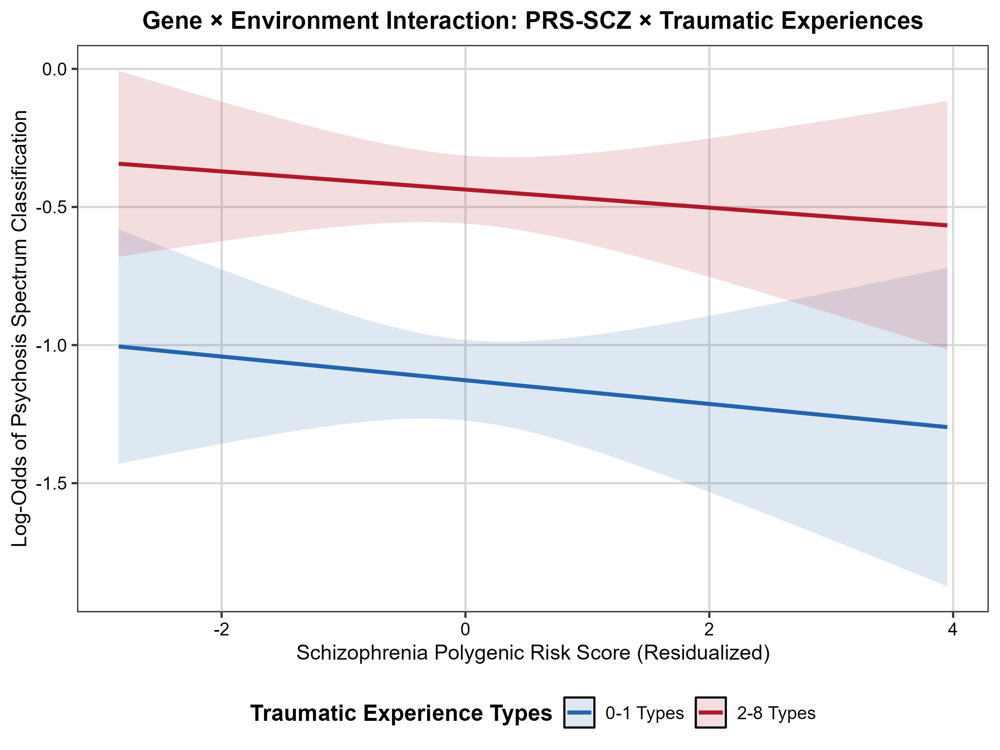 Gene × Environment Interaction: PRS-SCZ × Traumatic Experiences
Log-Odds of Psychosis Spectrum Classification
0.0
-0.5
-1.0
-1.5
-2
0
2
4
Schizophrenia Polygenic Risk Score (Residualized)
Traumatic Experience Types
0-1 Types
2-8 Types